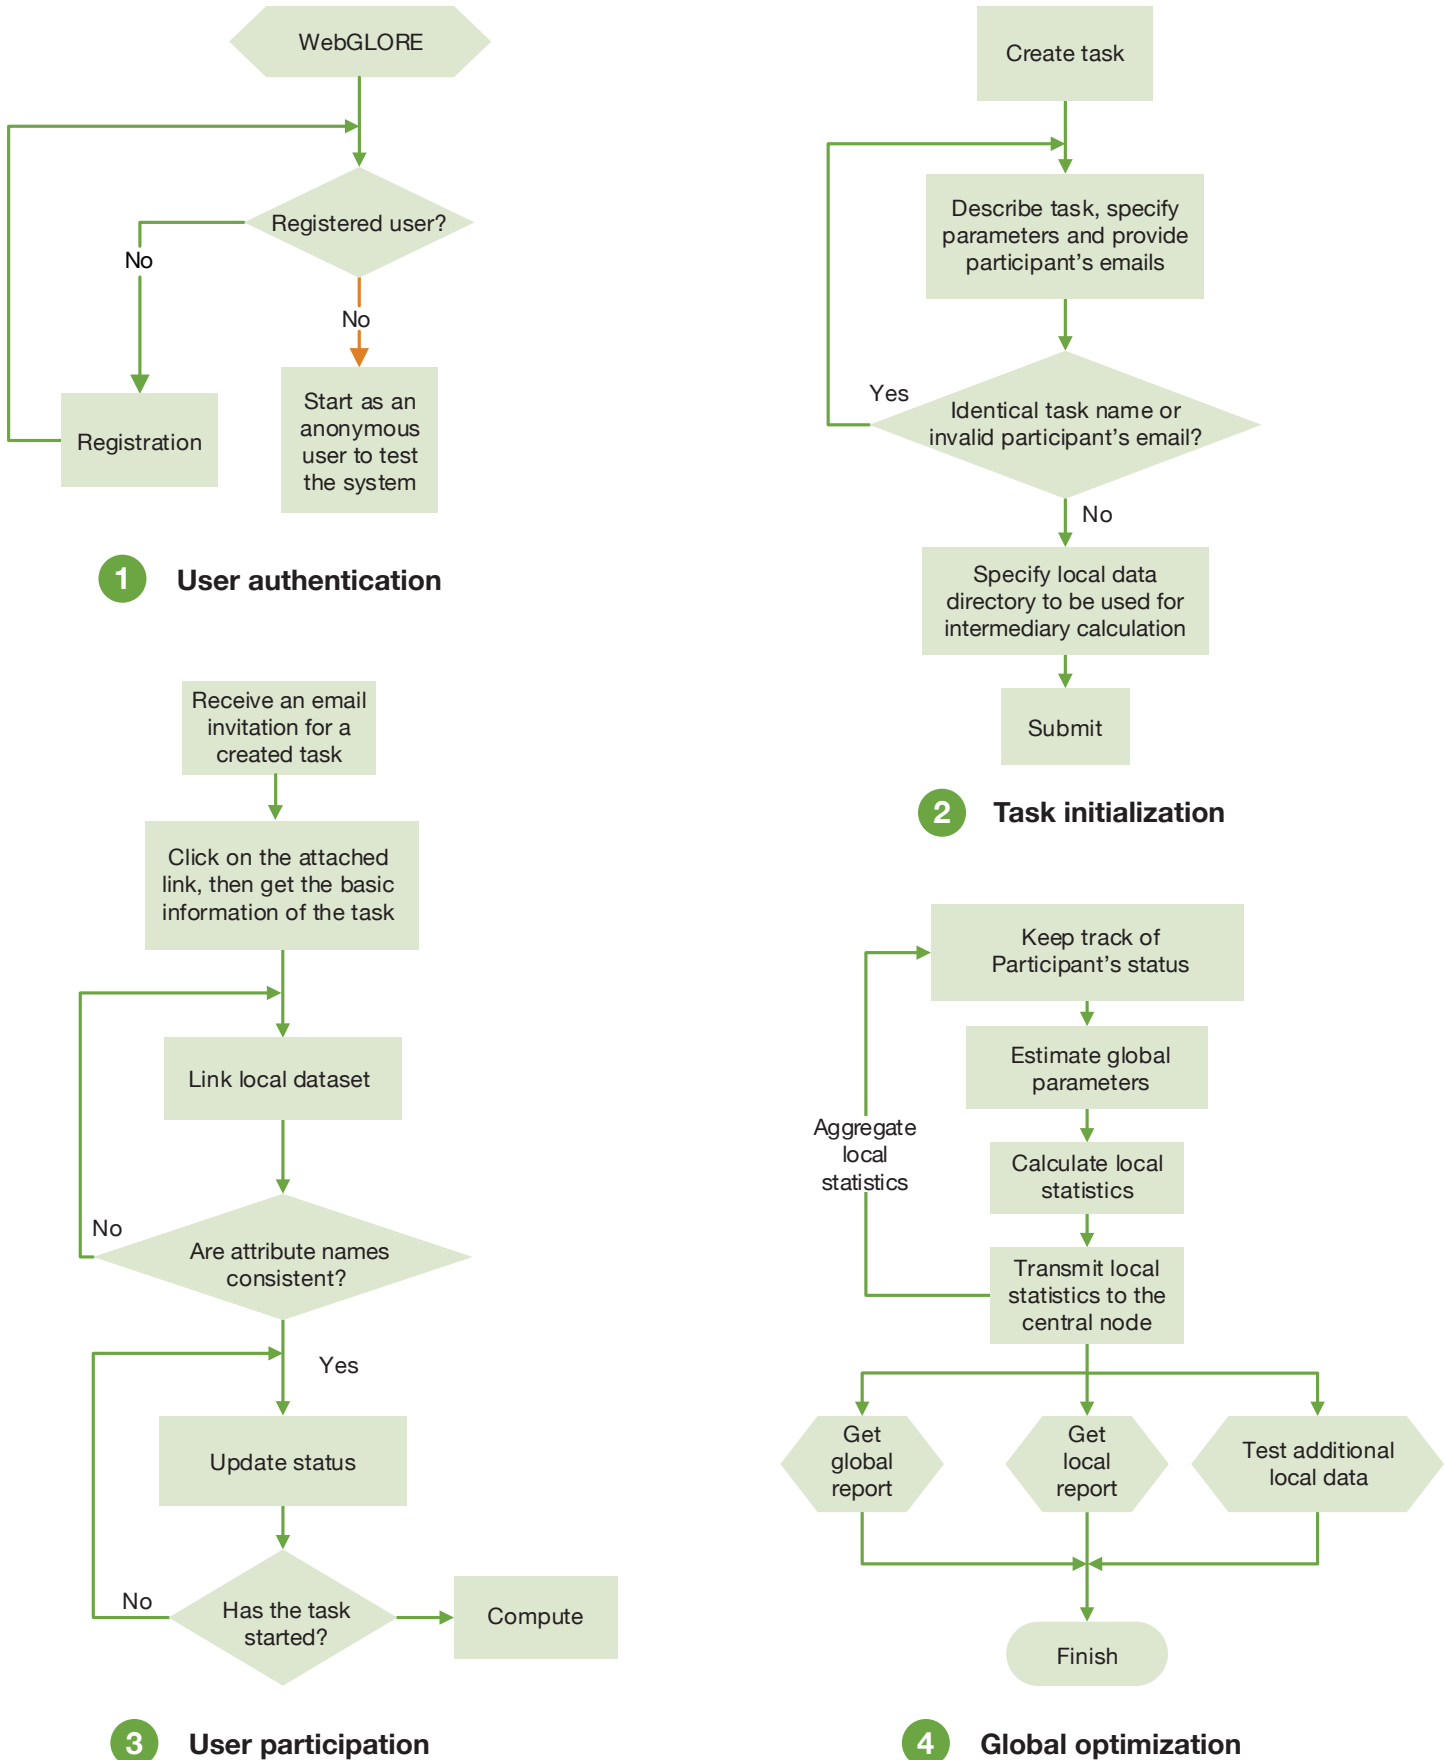 WebGLORE
Registered user?
No
No
Registration
Start as an
anonymous
user to test
the system
1 User authentication
Create task
Describe task, specify
parameters and provide
participant's emails
Yes
Identical task name or
invalid participant's email?
No
Specify local data
directory to be used for
intermediary calculation
Submit
2 Task initialization
Receive an email
invitation for a
created task
Click on the attached
link, then get the basic
information of the task
Link local dataset
No
Are attribute names
consistent?
Yes
Update status
No
Has the task
started?
Compute
3 User participation
Keep track of
Participant's status
Estimate global
parameters
Aggregate
local
statistics
Calculate local
statistics
Transmit local
statistics to the
central node
Get
global
report
Get
local
report
Test additional
local data
Finish
4 Global optimization